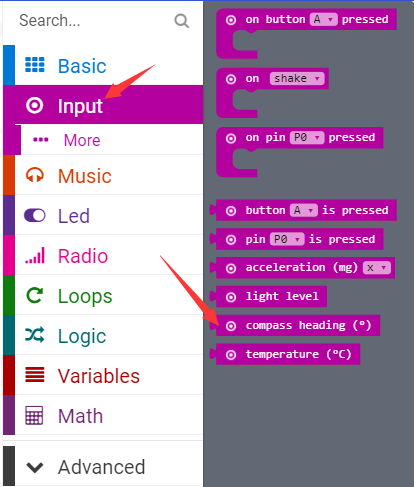 Search...
Basic
Input
More
Music
Led
Radio
Loops
Logic
Variables
Math
Advanced
on button A pressed
on shake
on pin P0 pressed
button A is pressed
pin P0 is pressed
acceleration (mg) x
light level
compass heading (º)
temperature (ºC)